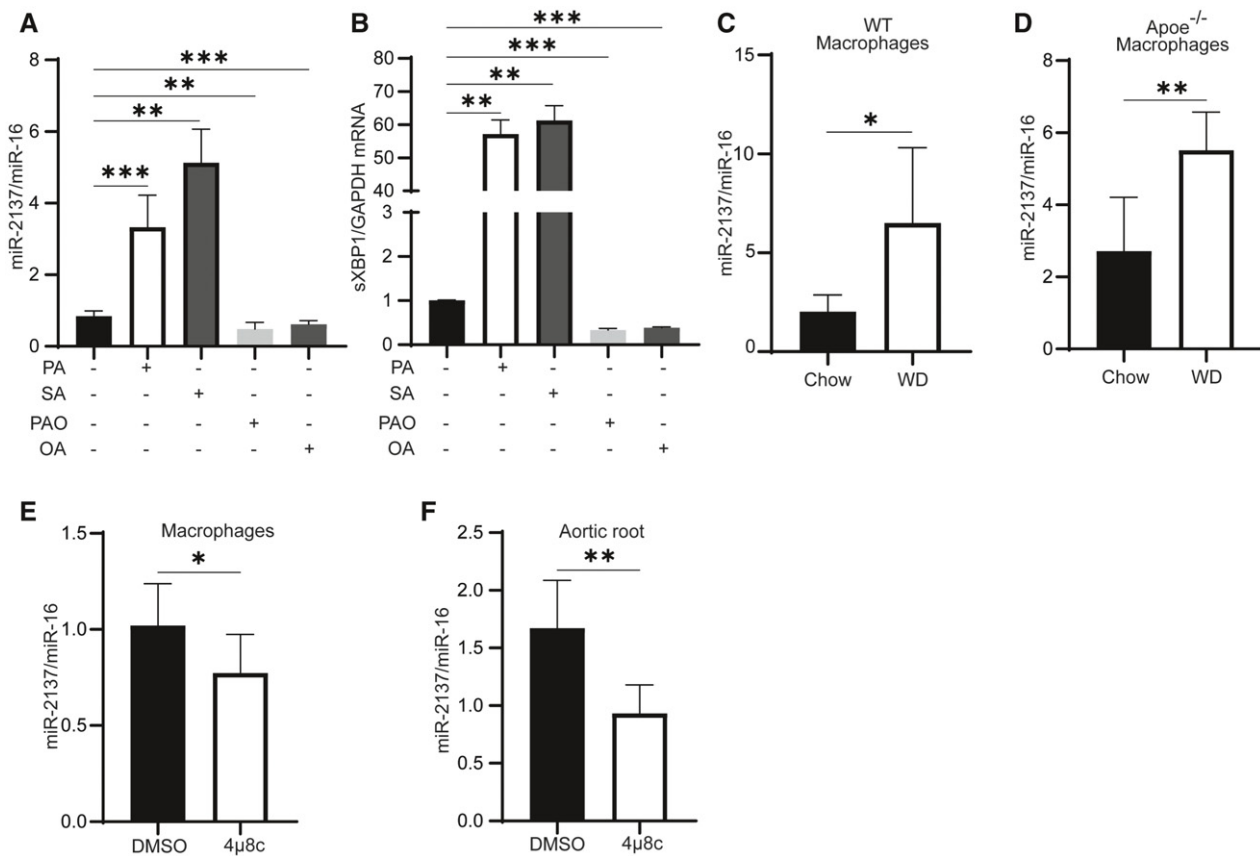 A
miR-2137/miR-16
8
6
4
2
0
***
**
**
***
PA - + - - -
SA - - + - -
PAO - - - + -
OA - - - - +
B
sXBP1/GAPDH mRNA
80
70
60
50
40
3
2
1
0
***
***
**
**
PA - + - - -
SA - - + - -
PAO - - - + -
OA - - - - +
C
WT
Macrophages
miR-2137/miR-16
15
10
5
0
*
Chow WD
D
Apoe-/-
Macrophages
miR-2137/miR-16
8
6
4
2
0
**
Chow WD
E
Macrophages
miR-2137/miR-16
1.5
1.0
0.5
0.0
*
DMSO 4µ8c
F
Aortic root
miR-2137/miR-16
2.5
2.0
1.5
1.0
0.5
0.0
**
DMSO 4µ8c